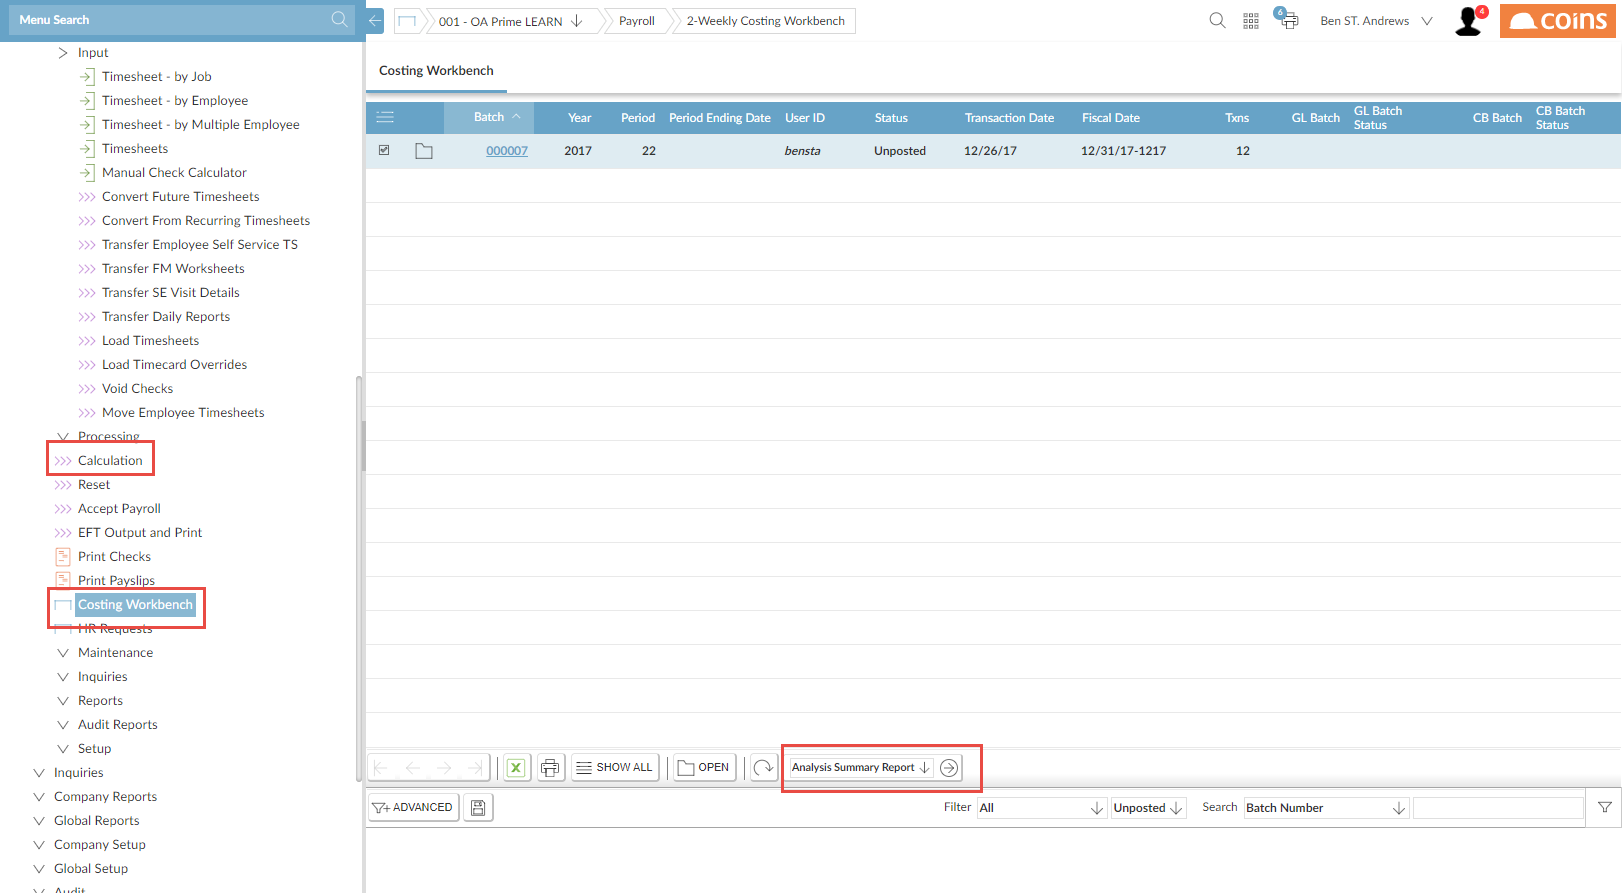 Menu Search
001 - OA Prime LEARN
Payroll
2-Weekly Costing Workbench
6
Ben ST. Andrews
4
coins
Input
Timesheet - by Job
Timesheet - by Employee
Timesheet - by Multiple Employee
Timesheets
Manual Check Calculator
Convert Future Timesheets
Convert From Recurring Timesheets
Transfer Employee Self Service TS
Transfer FM Worksheets
Transfer SE Visit Details
Transfer Daily Reports
Load Timesheets
Load Timecard Overrides
Void Checks
Move Employee Timesheets
Processing
Calculation
Reset
Accept Payroll
EFT Output and Print
Print Checks
Print Payslips
Costing Workbench
HR Requests
Maintenance
Inquiries
Reports
Audit Reports
Setup
Inquiries
Company Reports
Global Reports
Company Setup
Global Setup
Audit
Costing Workbench
Batch Year Period Period Ending Date User ID Status Transaction Date Fiscal Date Txns GL Batch GL Batch Status CB Batch CB Batch Status
000007 2017 22 bensta Unposted 12/26/17 12/31/17-1217 12
SHOW ALL OPEN Analysis Summary Report
ADVANCED Filter All Unposted Search Batch Number